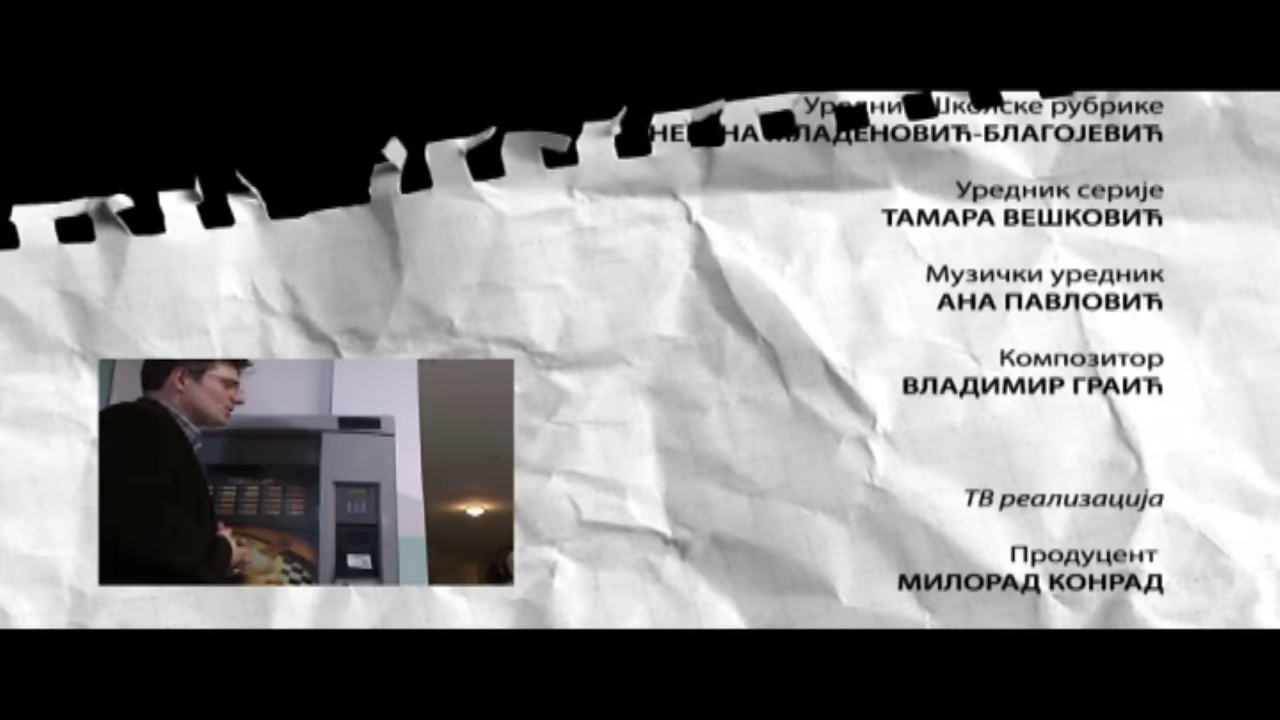 Школске рубрике
МЛАДЕНОВИЋ-БЛАГОЈЕВИЋ
Уредник серије
ТАМАРА ВЕШКОВИЋ
Музички уредник
АНА ПАВЛОВИЋ
Композитор
ВЛАДИМИР ГРАИЋ
ТВ реализација
Продуцент
МИЛОРАД КОНРАД